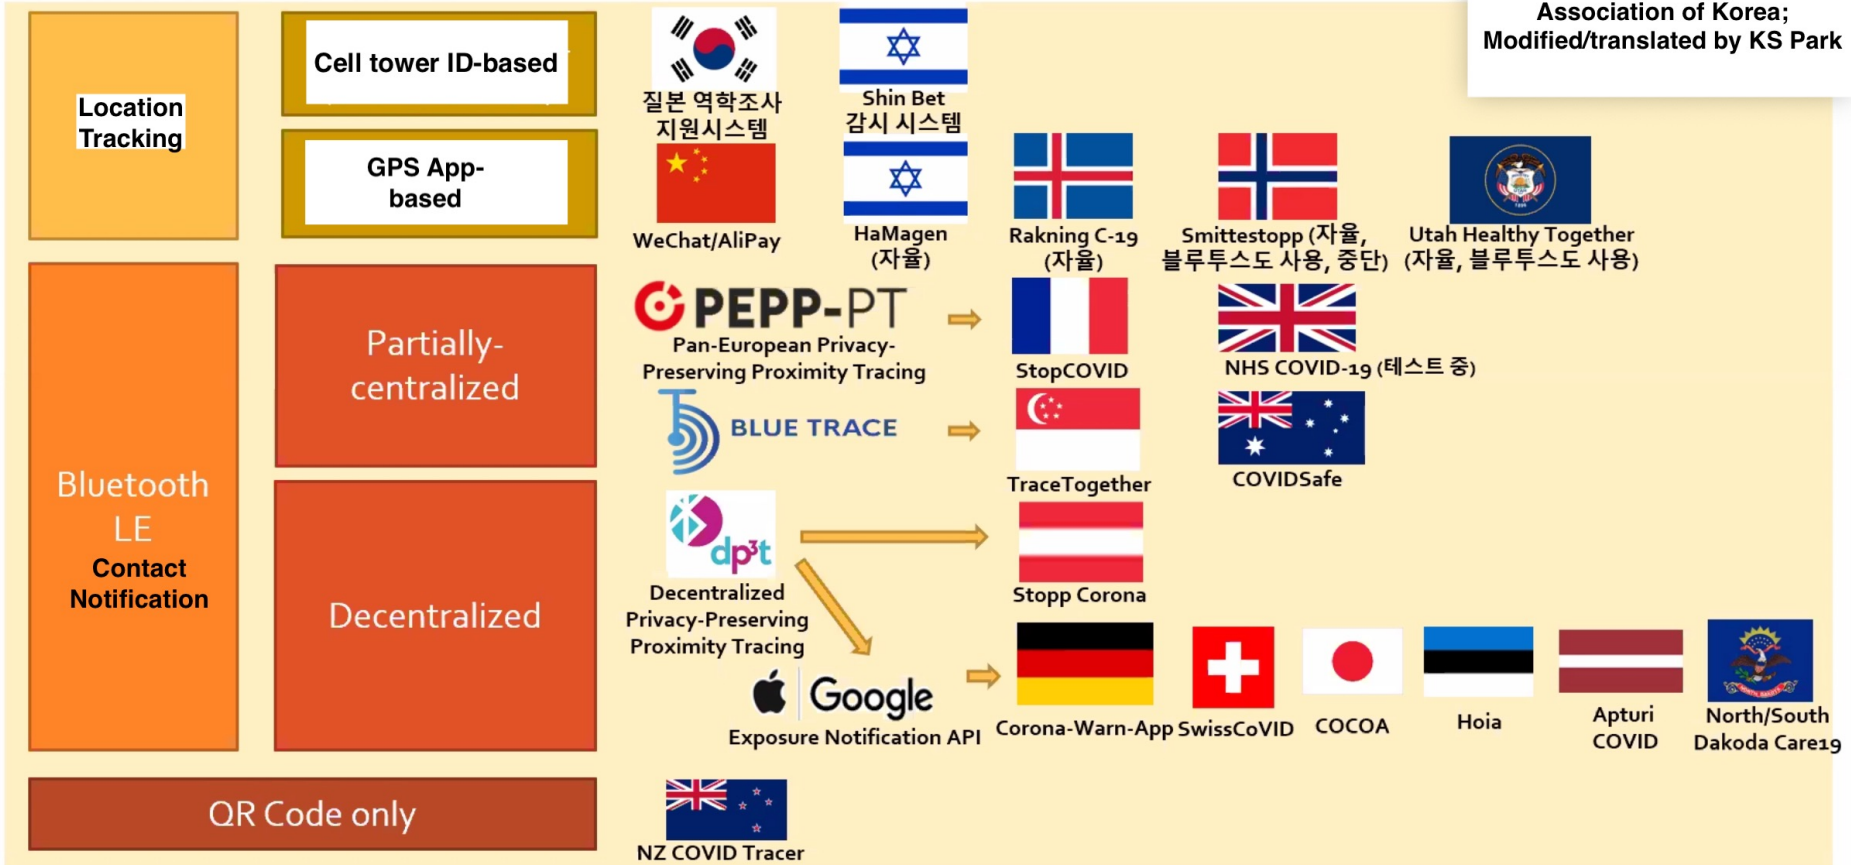 Association of Korea;
Modified/translated by KS Park
Location
Tracking
Cell tower ID-based
질본 역학조사
지원시스템
Shin Bet
감시 시스템
GPS App-
based
WeChat/AliPay
HaMagen
(자율)
Rakning C-19
(자율)
Smittestopp (자율,
블루투스도 사용, 중단)
Utah Healthy Together
(자율, 블루투스도 사용)
Bluetooth
LE
Contact
Notification
Partially-
centralized
PEPP-PT
Pan-European Privacy-
Preserving Proximity Tracing
StopCOVID
NHS COVID-19 (테스트 중)
BLUE TRACE
TraceTogether
COVIDSafe
Decentralized
dp³t
Decentralized
Privacy-Preserving
Proximity Tracing
Stopp Corona
Google
Exposure Notification API
Corona-Warn-App
SwissCoVID
COCOA
Hoia
Apturi
COVID
North/South
Dakoda Care19
QR Code only
NZ COVID Tracer